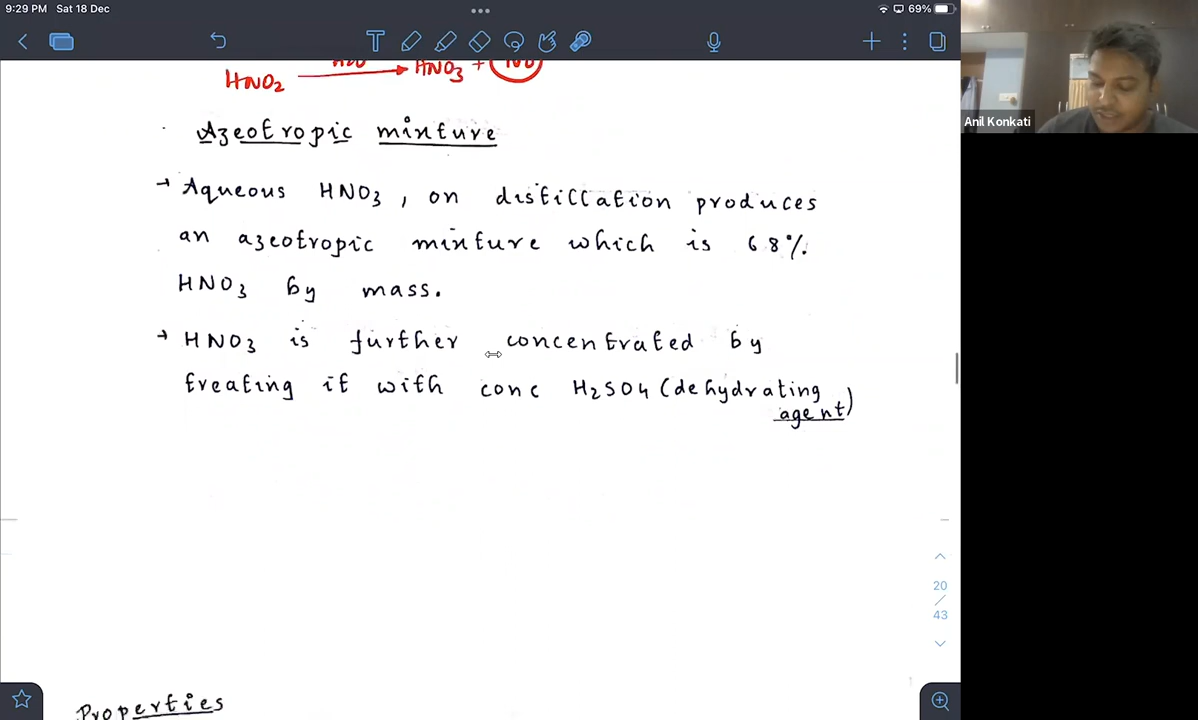 9:29 PM Sat 18 Dec
69%
HNO2 → HNO3 +
Azeotropic mixture
→ Aqueous HNO3, on distillation produces
an azeotropic mixture which is 68%
HNO3 by mass.
→ HNO3 is further concentrated by
treating it with conc H2SO4 (dehydrating
agent)
Properties
20
/
43
Anil Konkati